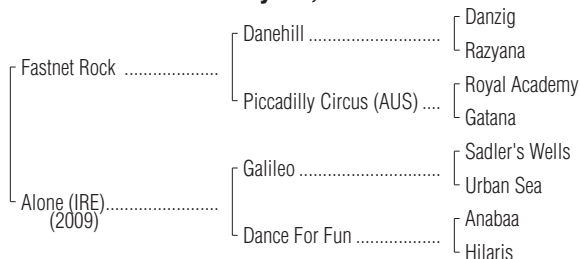 Danzig
Danehill
Razyana
Fastnet Rock
Royal Academy
Piccadilly Circus (AUS)
Gatana
Sadler's Wells
Galileo
Urban Sea
Alone (IRE)
(2009)
Anabaa
Dance For Fun
Hilaris